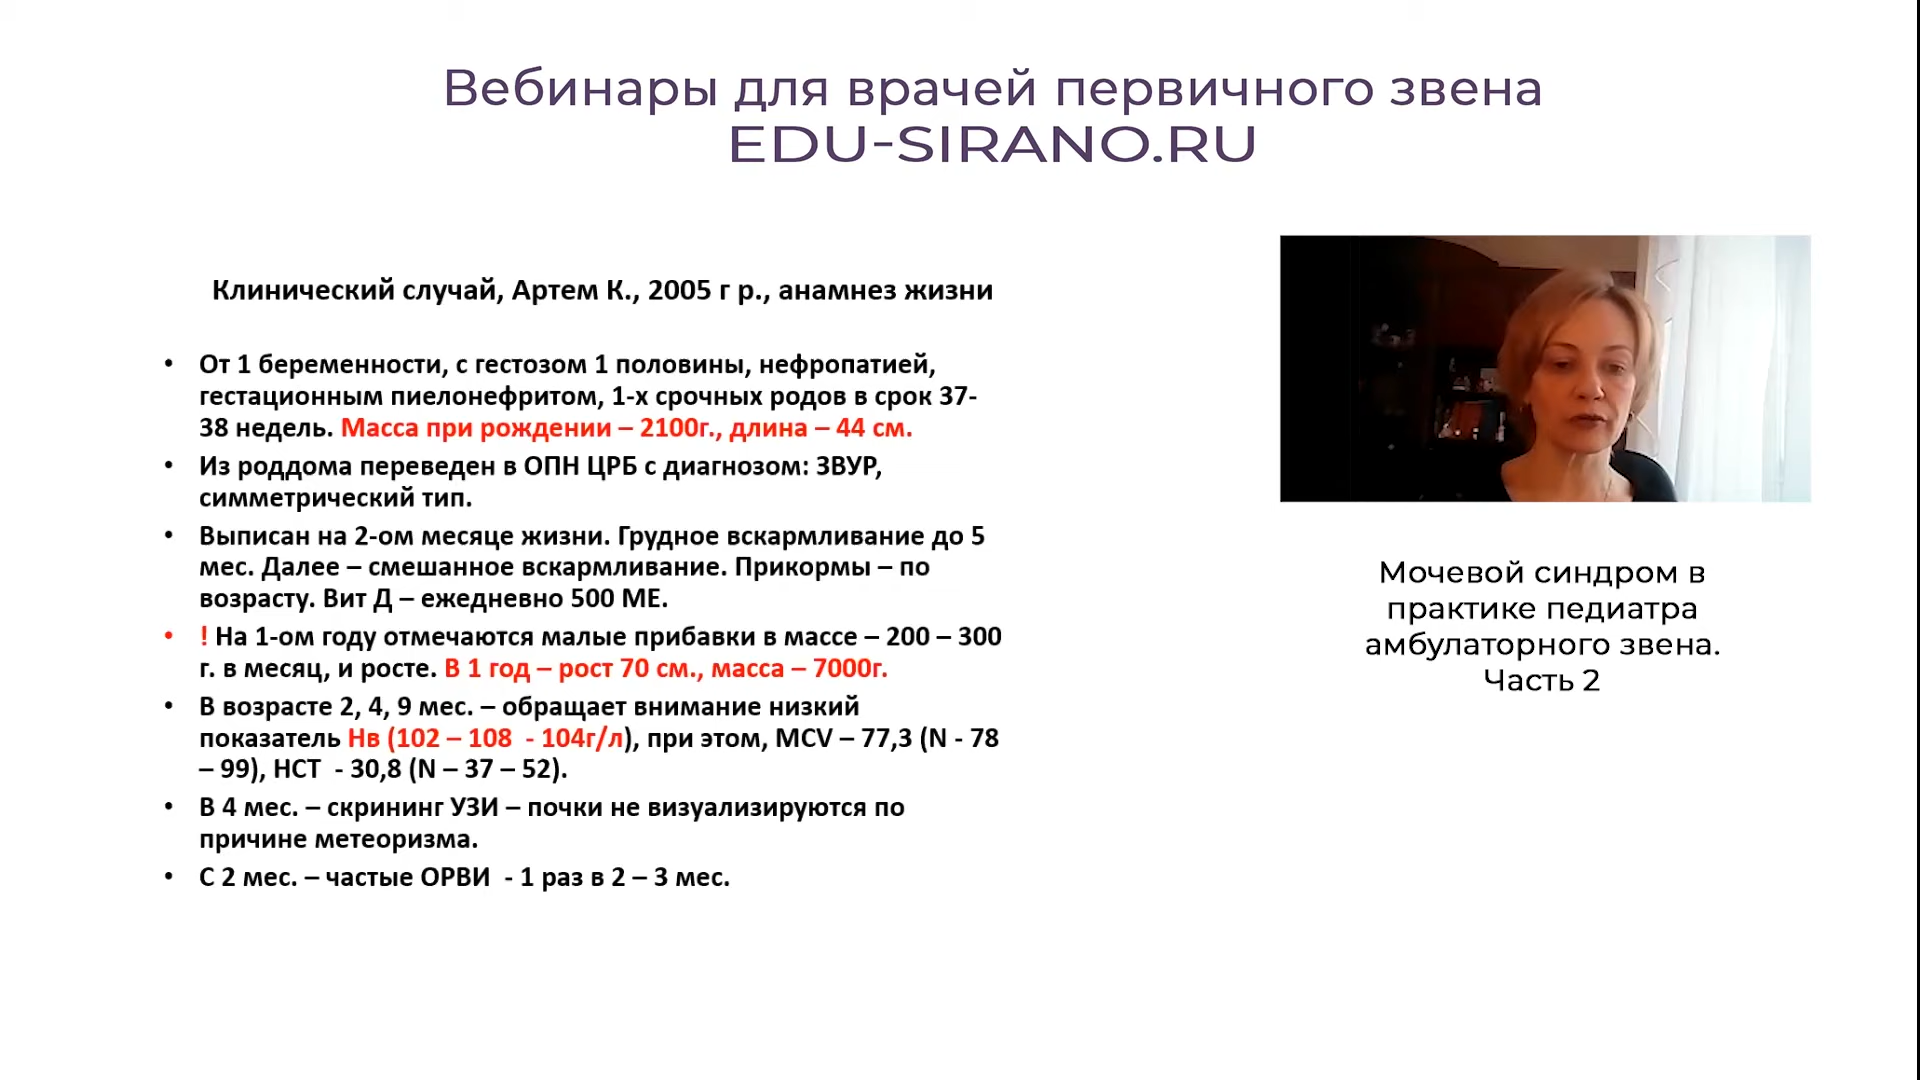 Вебинары для врачей первичного звена
EDU-SIRANO.RU
Клинический случай, Артем К., 2005 г р., анамнез жизни
• От 1 беременности, с гестозом 1 половины, нефропатией,
гестационным пиелонефритом, 1-х срочных родов в срок 37-
38 недель. Масса при рождении – 2100г., длина – 44 см.
• Из роддома переведен в ОПН ЦРБ с диагнозом: ЗВУР,
симметрический тип.
• Выписан на 2-ом месяце жизни. Грудное вскармливание до 5
мес. Далее – смешанное вскармливание. Прикормы – по
возрасту. Вит Д – ежедневно 500 МЕ.
• ! На 1-ом году отмечаются малые прибавки в массе – 200 – 300
г. в месяц, и росте. В 1 год – рост 70 см., масса – 7000г.
• В возрасте 2, 4, 9 мес. – обращает внимание низкий
показатель Нв (102 – 108  - 104г/л), при этом, MCV – 77,3 (N - 78
– 99), НСТ  - 30,8 (N – 37 – 52).
• В 4 мес. – скрининг УЗИ – почки не визуализируются по
причине метеоризма.
• С 2 мес. – частые ОРВИ  - 1 раз в 2 – 3 мес.
Мочевой синдром в
практике педиатра
амбулаторного звена.
Часть 2